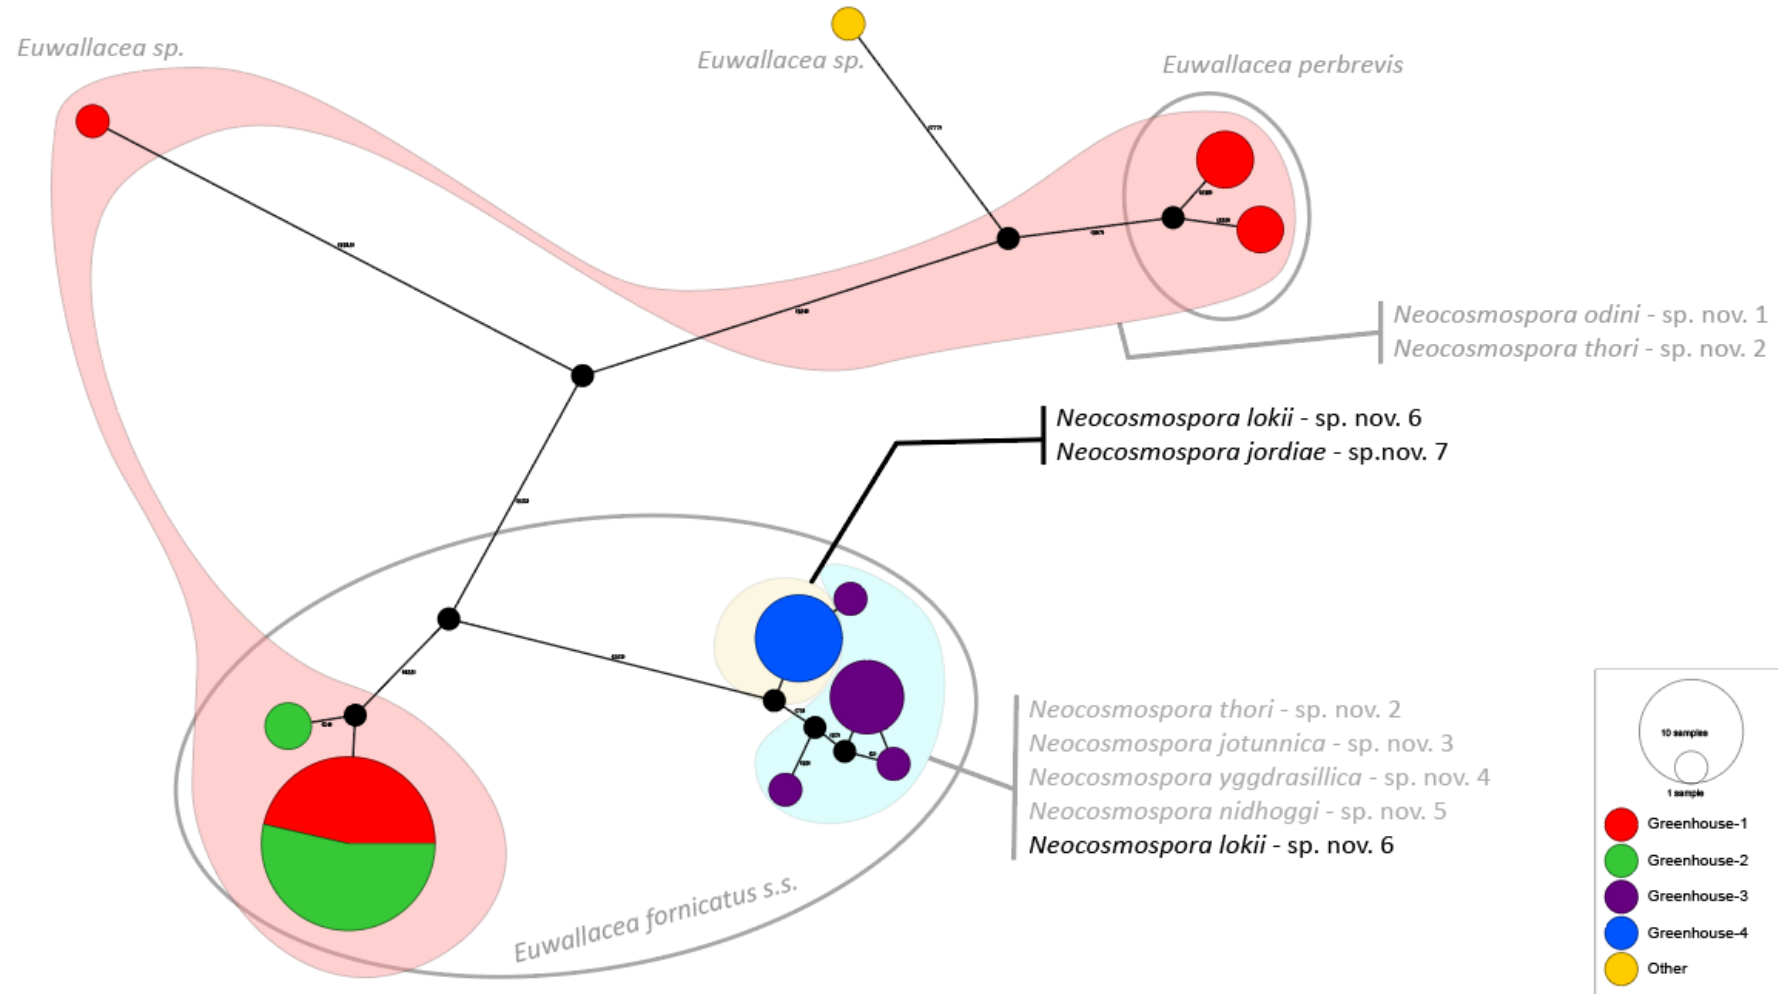 Euwallacea sp.
Euwallacea sp.
Euwallacea perbrevis
Neocosmospora odini - sp. nov. 1
Neocosmospora thori - sp. nov. 2
Neocosmospora lokii - sp. nov. 6
Neocosmospora jordiae - sp.nov. 7
Neocosmospora thori - sp. nov. 2
Neocosmospora jotunnica - sp. nov. 3
Neocosmospora yggdrasillica - sp. nov. 4
Neocosmospora nidhoggi - sp. nov. 5
Neocosmospora lokii - sp. nov. 6
Euwallacea fornicatus s.s.
10 samples
1 sample
Greenhouse-1
Greenhouse-2
Greenhouse-3
Greenhouse-4
Other